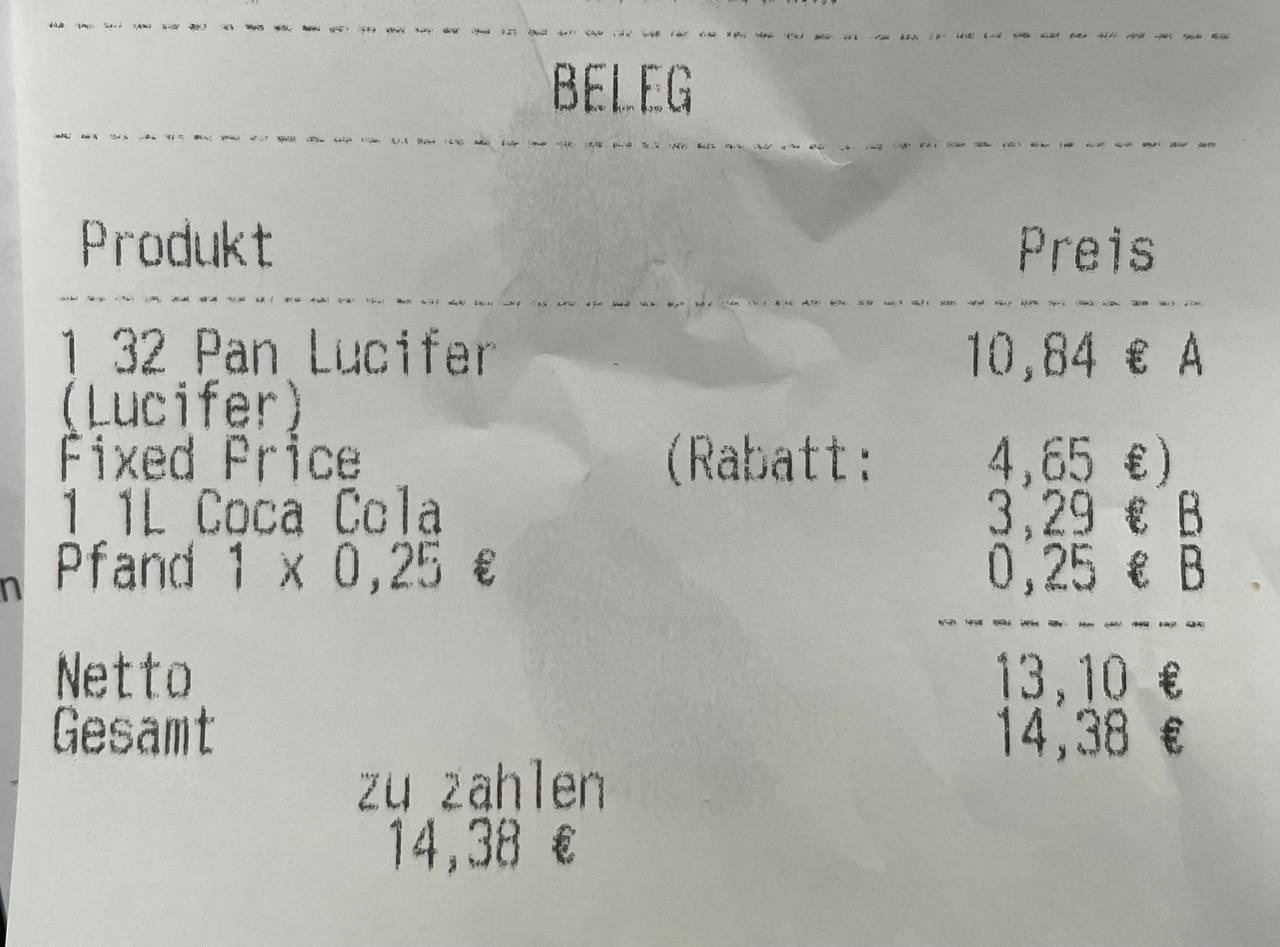 BELEG
Produkt Preis
1 32 Pan Lucifer 10,84 € A
(Lucifer)
Fixed Price (Rabatt: 4,65 €)
1 1L Coca Cola 3,29 € B
Pfand 1 x 0,25 € 0,25 € B
Netto 13,10 €
Gesamt 14,38 €
zu zahlen
14,38 €